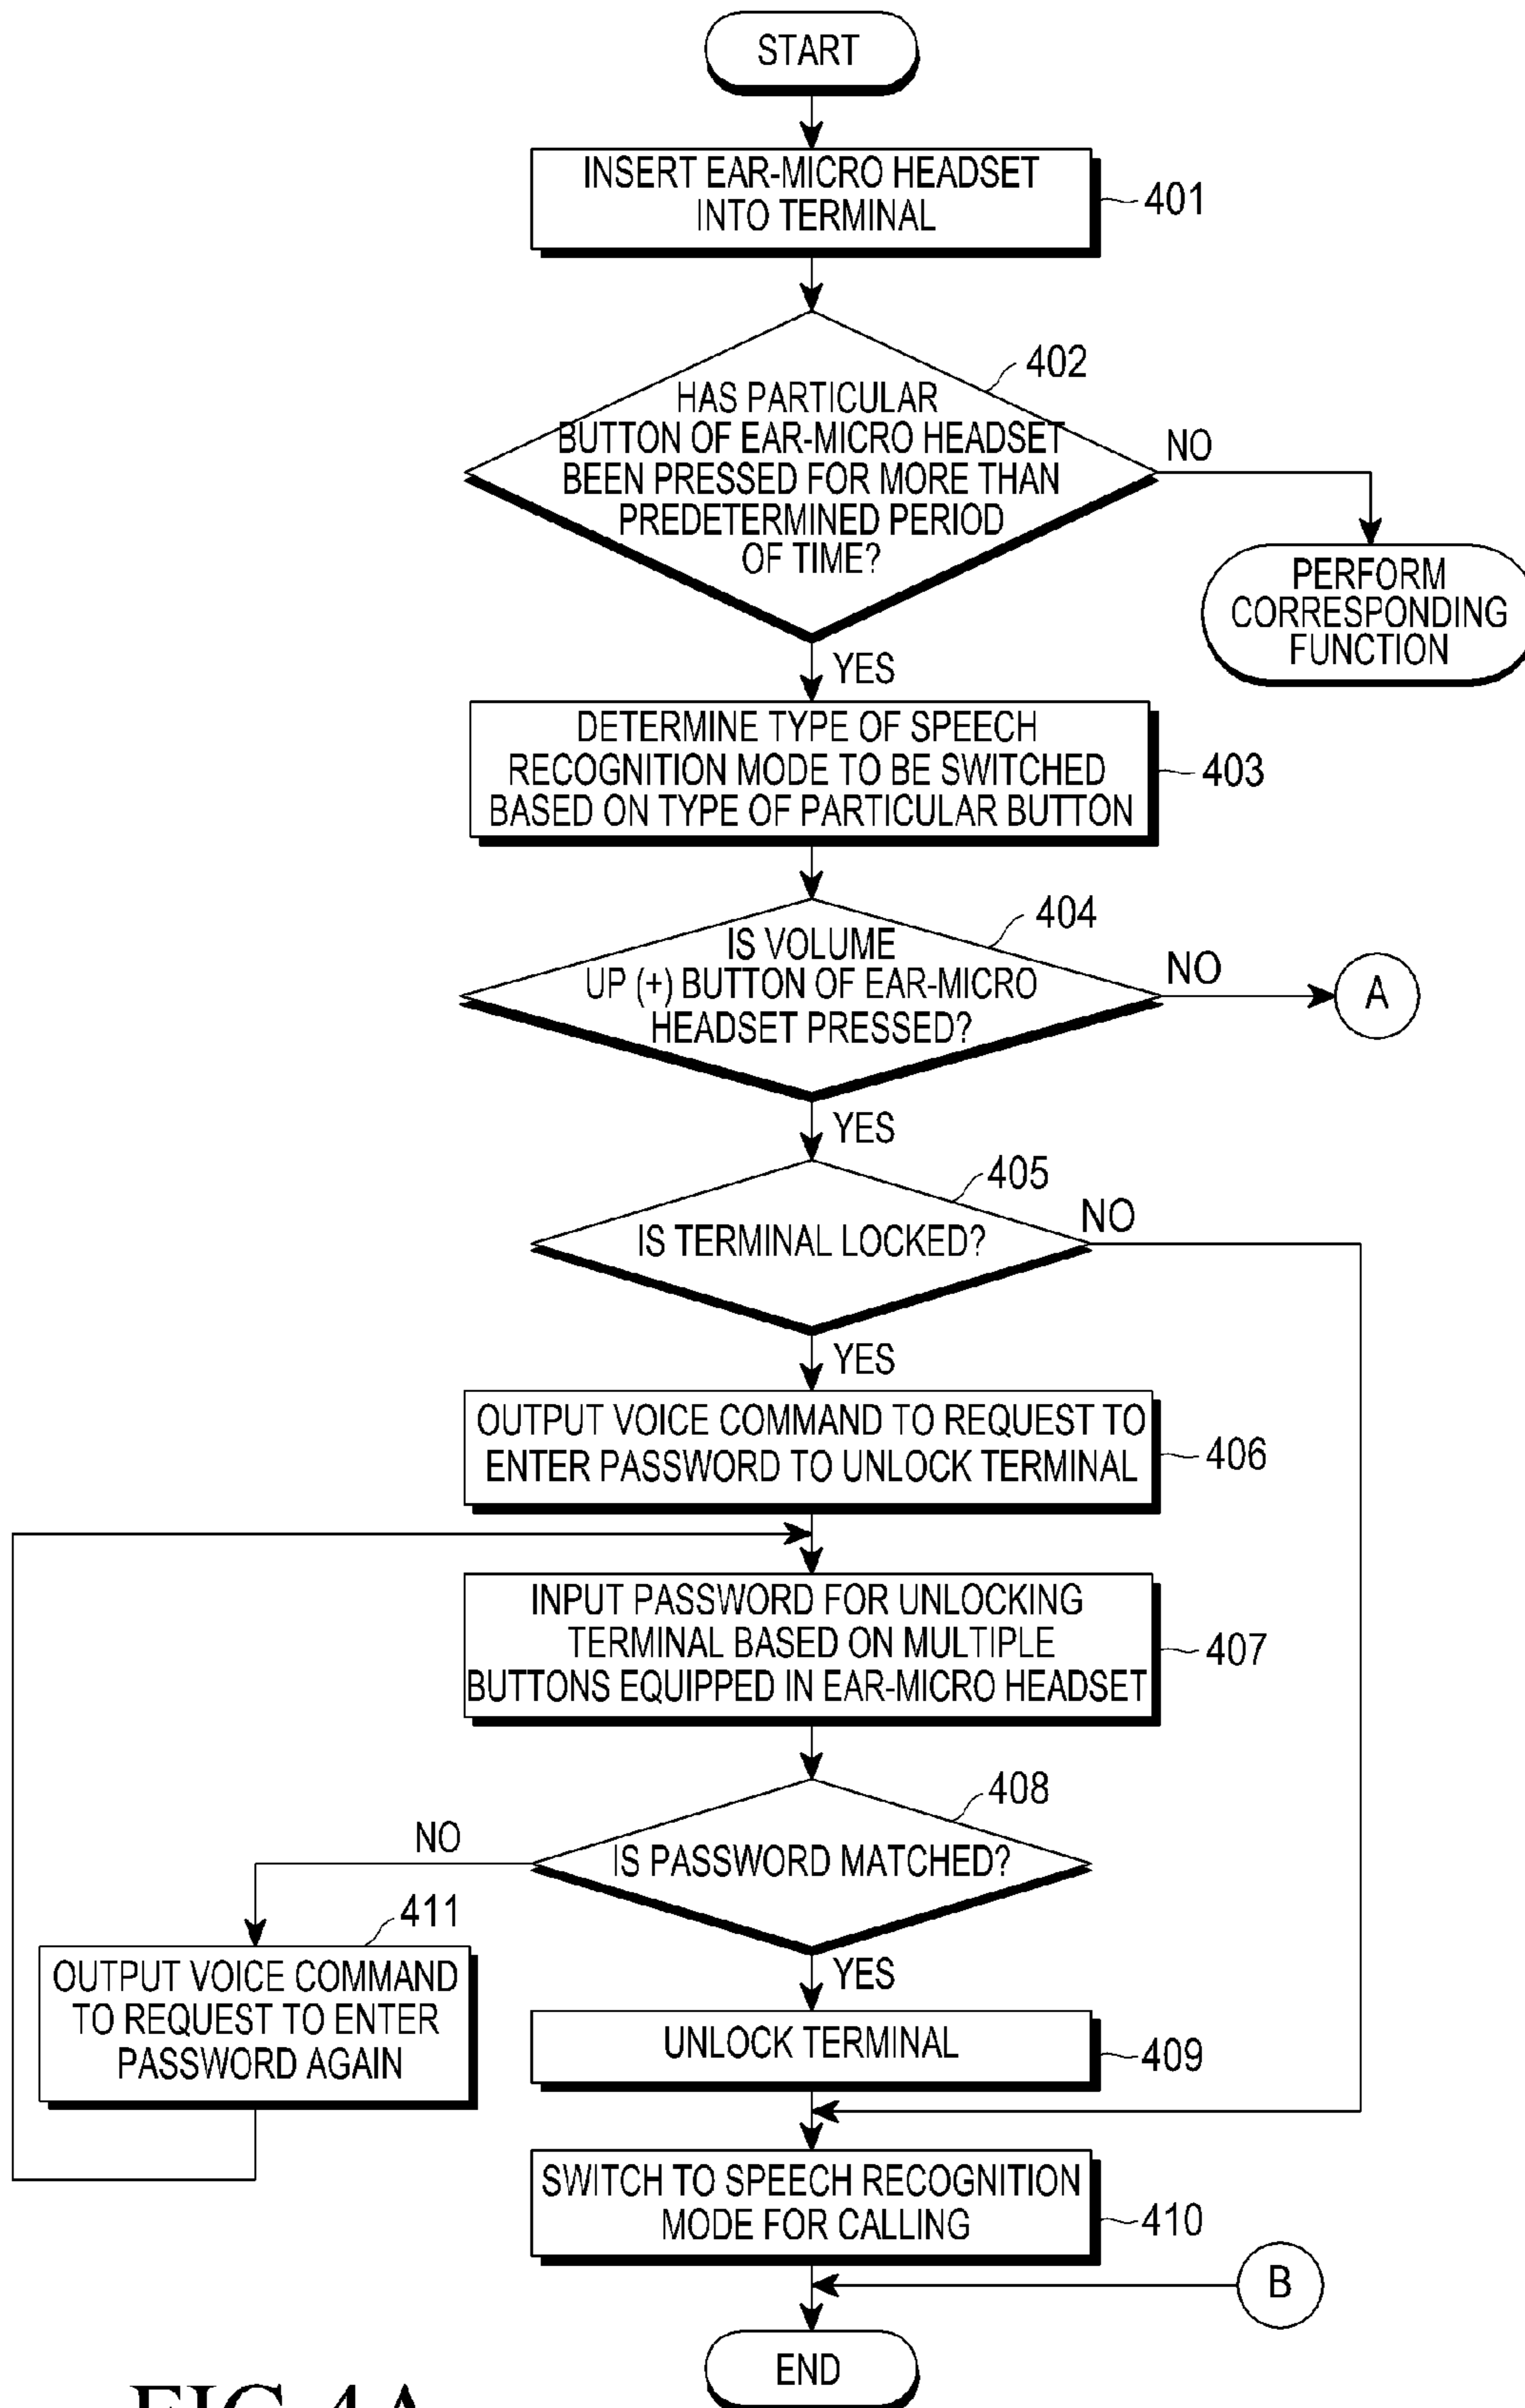 START
INSERT EAR-MICRO HEADSET
INTO TERMINAL
401
402
HAS PARTICULAR
BUTTON OF EAR-MICRO HEADSET
BEEN PRESSED FOR MORE THAN
PREDETERMINED PERIOD
OF TIME?
NO
PERFORM
CORRESPONDING
FUNCTION
YES
DETERMINE TYPE OF SPEECH
RECOGNITION MODE TO BE SWITCHED
BASED ON TYPE OF PARTICULAR BUTTON
403
404
IS VOLUME
UP (+) BUTTON OF EAR-MICRO
HEADSET PRESSED?
NO
A
YES
405
IS TERMINAL LOCKED?
NO
YES
OUTPUT VOICE COMMAND TO REQUEST TO
ENTER PASSWORD TO UNLOCK TERMINAL
406
INPUT PASSWORD FOR UNLOCKING
TERMINAL BASED ON MULTIPLE
BUTTONS EQUIPPED IN EAR-MICRO HEADSET
407
408
IS PASSWORD MATCHED?
NO
411
OUTPUT VOICE COMMAND
TO REQUEST TO ENTER
PASSWORD AGAIN
YES
UNLOCK TERMINAL
409
SWITCH TO SPEECH RECOGNITION
MODE FOR CALLING
410
B
END
FIG.4A